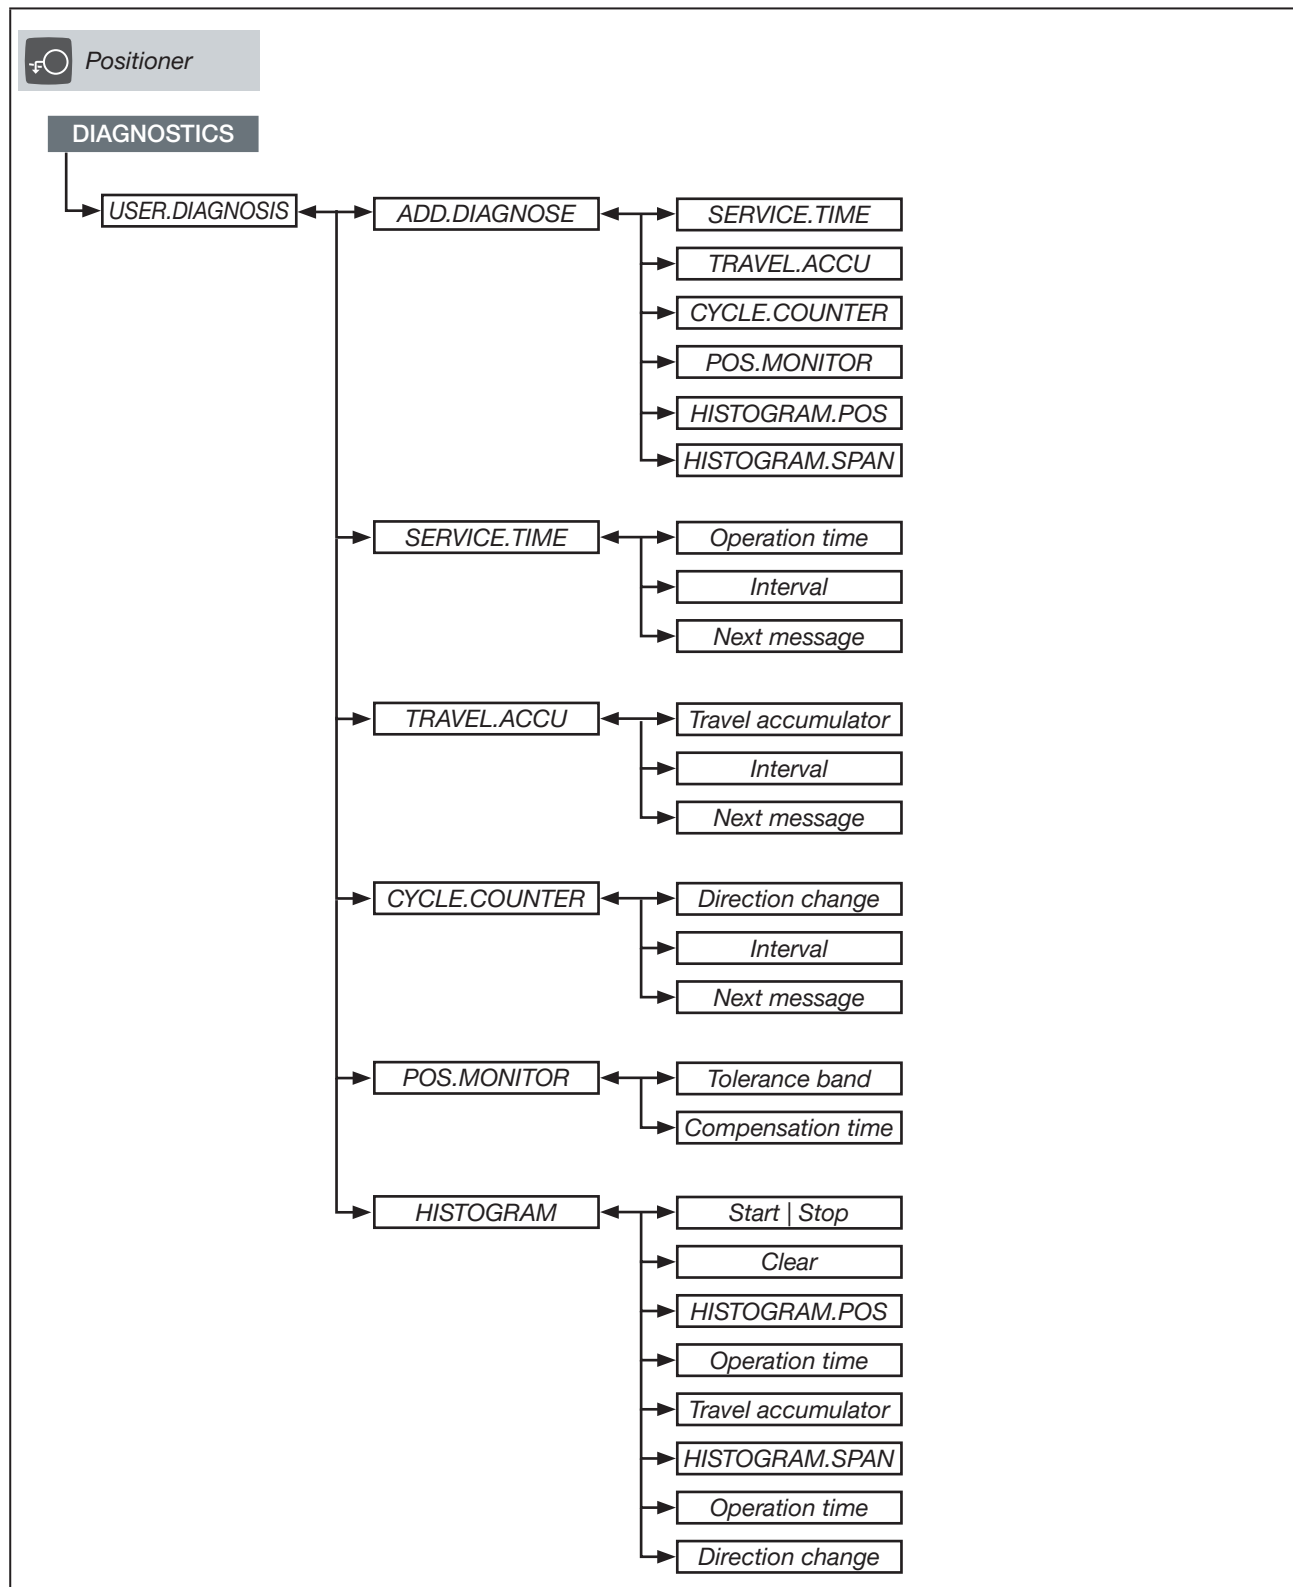 Positioner
DIAGNOSTICS
USER.DIAGNOSIS
ADD.DIAGNOSE
SERVICE.TIME
TRAVEL.ACCU
CYCLE.COUNTER
POS.MONITOR
HISTOGRAM.POS
HISTOGRAM.SPAN
SERVICE.TIME
Operation time
Interval
Next message
TRAVEL.ACCU
Travel accumulator
Interval
Next message
CYCLE.COUNTER
Direction change
Interval
Next message
POS.MONITOR
Tolerance band
Compensation time
HISTOGRAM
Start | Stop
Clear
HISTOGRAM.POS
Operation time
Travel accumulator
HISTOGRAM.SPAN
Operation time
Direction change